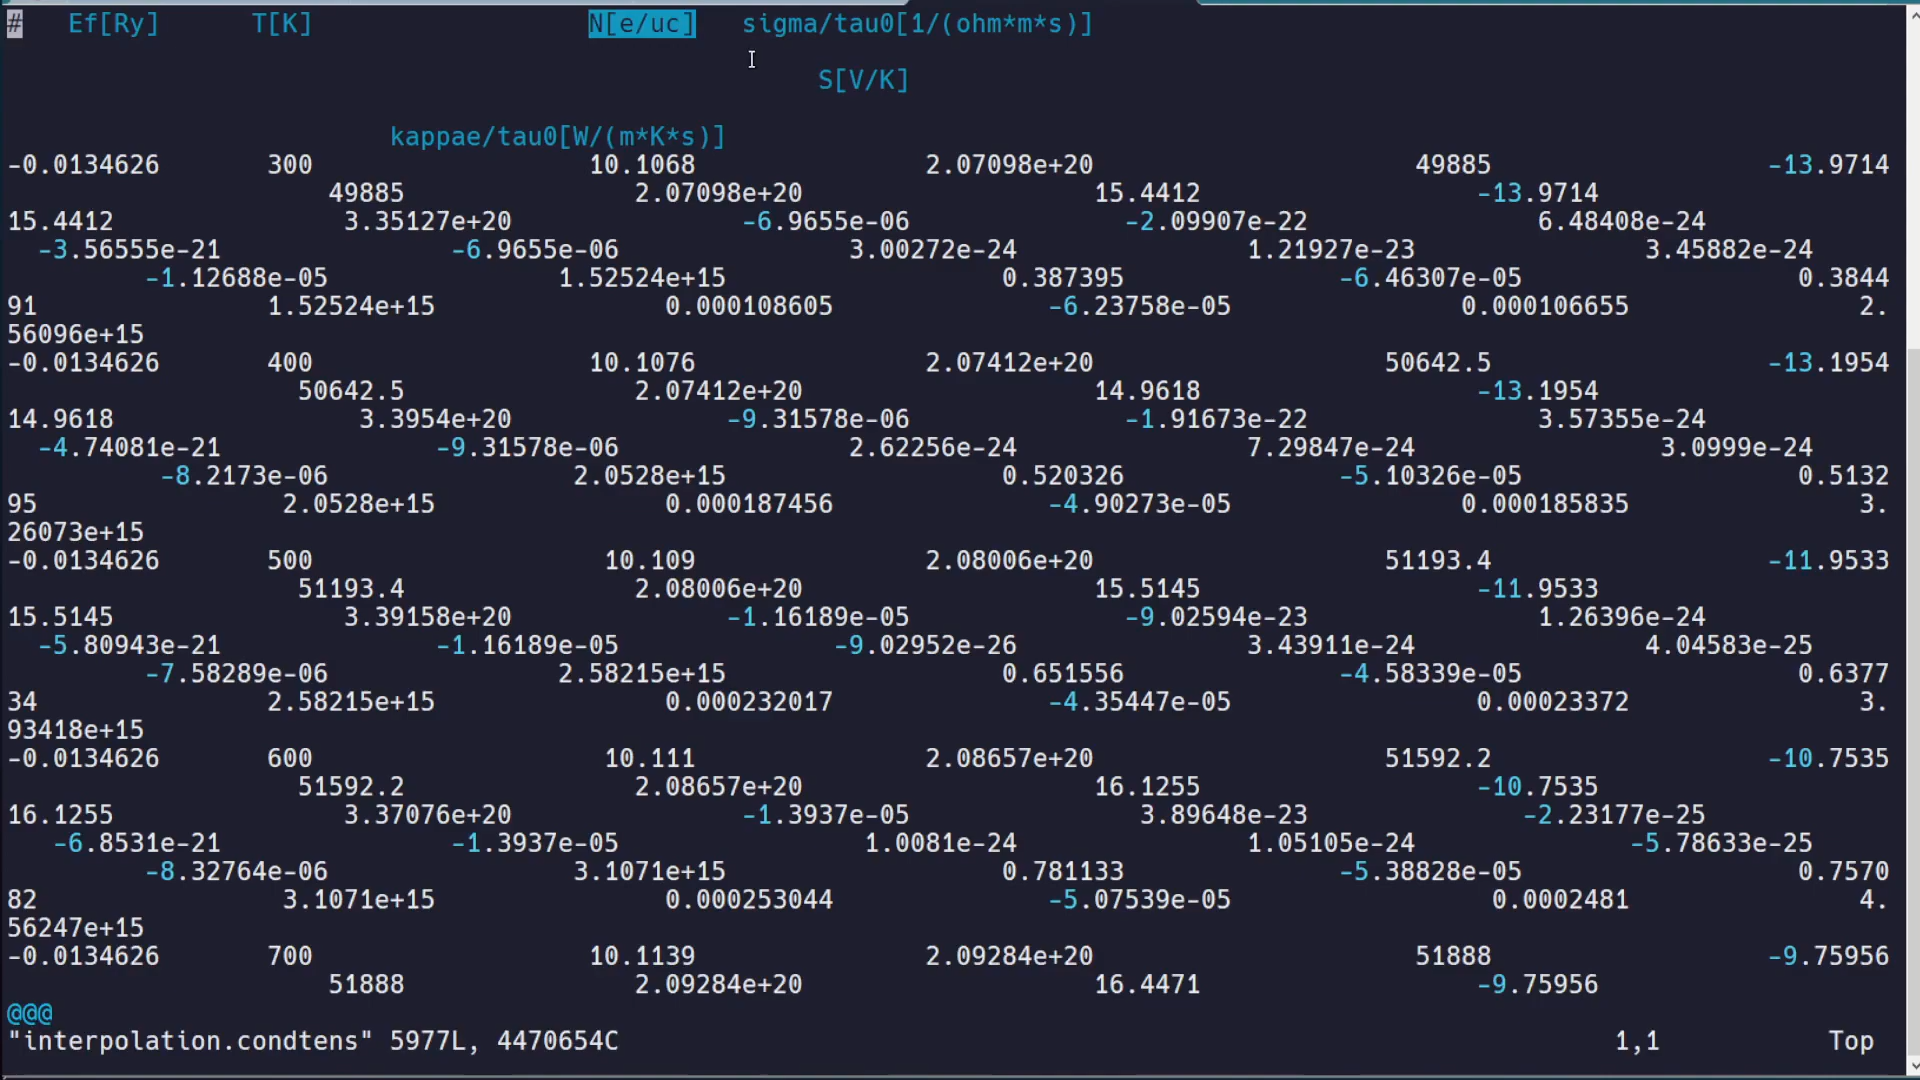 #   Ef[Ry]      T[K]                  N[e/uc]   sigma/tau0[1/(ohm*m*s)]
S[V/K]
kappae/tau0[W/(m*K*s)]
-0.0134626       300                  10.1068               2.07098e+20                     49885                  -13.9714
49885               2.07098e+20                   15.4412                  -13.9714
15.4412               3.35127e+20               -6.9655e-06              -2.09907e-22               6.48408e-24
-3.56555e-21               -6.9655e-06               3.00272e-24               1.21927e-23               3.45882e-24
-1.12688e-05               1.52524e+15                  0.387395              -6.46307e-05                  0.3844
91               1.52524e+15               0.000108605              -6.23758e-05               0.000106655               2.
56096e+15
-0.0134626       400                  10.1076               2.07412e+20                   50642.5                  -13.1954
50642.5               2.07412e+20                   14.9618                  -13.1954
14.9618                3.3954e+20              -9.31578e-06              -1.91673e-22               3.57355e-24
-4.74081e-21              -9.31578e-06               2.62256e-24               7.29847e-24                3.0999e-24
-8.2173e-06                2.0528e+15                  0.520326              -5.10326e-05                  0.5132
95                2.0528e+15               0.000187456              -4.90273e-05               0.000185835               3.
26073e+15
-0.0134626       500                   10.109               2.08006e+20                   51193.4                  -11.9533
51193.4               2.08006e+20                   15.5145                  -11.9533
15.5145               3.39158e+20              -1.16189e-05              -9.02594e-23               1.26396e-24
-5.80943e-21              -1.16189e-05              -9.02952e-26               3.43911e-24               4.04583e-25
-7.58289e-06               2.58215e+15                  0.651556              -4.58339e-05                  0.6377
34               2.58215e+15               0.000232017              -4.35447e-05                0.00023372               3.
93418e+15
-0.0134626       600                   10.111               2.08657e+20                   51592.2                  -10.7535
51592.2               2.08657e+20                   16.1255                  -10.7535
16.1255               3.37076e+20               -1.3937e-05               3.89648e-23              -2.23177e-25
-6.8531e-21               -1.3937e-05                1.0081e-24               1.05105e-24              -5.78633e-25
-8.32764e-06                3.1071e+15                  0.781133              -5.38828e-05                  0.7570
82                3.1071e+15               0.000253044              -5.07539e-05                 0.0002481               4.
56247e+15
-0.0134626       700                  10.1139               2.09284e+20                     51888                  -9.75956
51888               2.09284e+20                   16.4471                  -9.75956
@@@
"interpolation.condtens" 5977L, 4470654C                                                                  1,1           Top